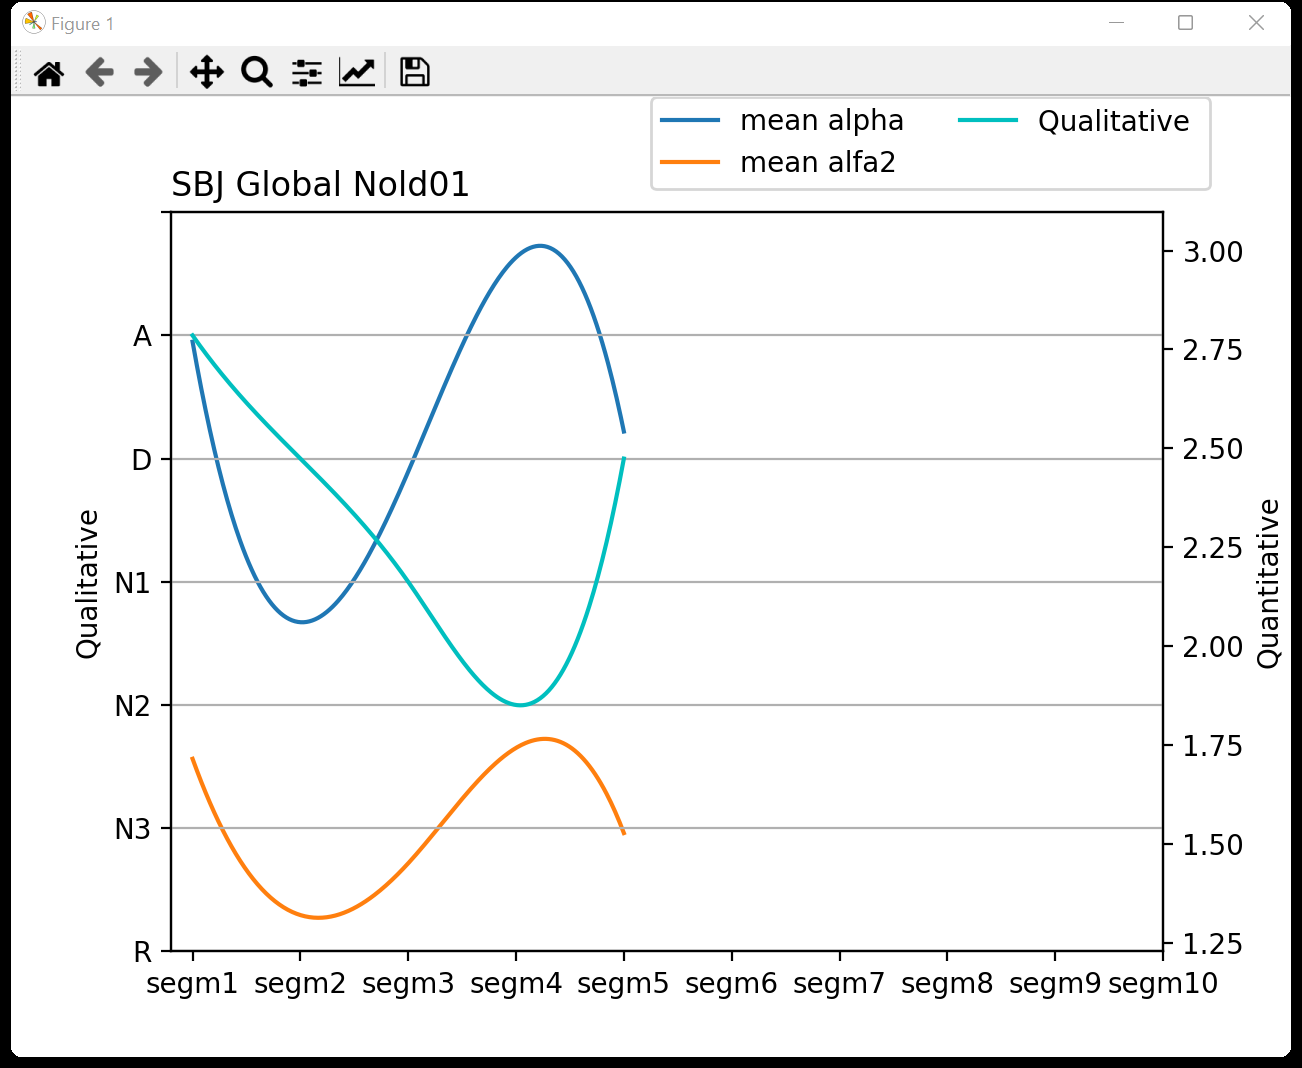 Figure 1
mean alpha
Qualitative
mean alfa2
SBJ Global Nold01
A
D
N1
N2
N3
R
Qualitative
3.00
2.75
2.50
2.25
2.00
1.75
1.50
1.25
Quantitative
segm1 segm2 segm3 segm4 segm5 segm6 segm7 segm8 segm9 segm10